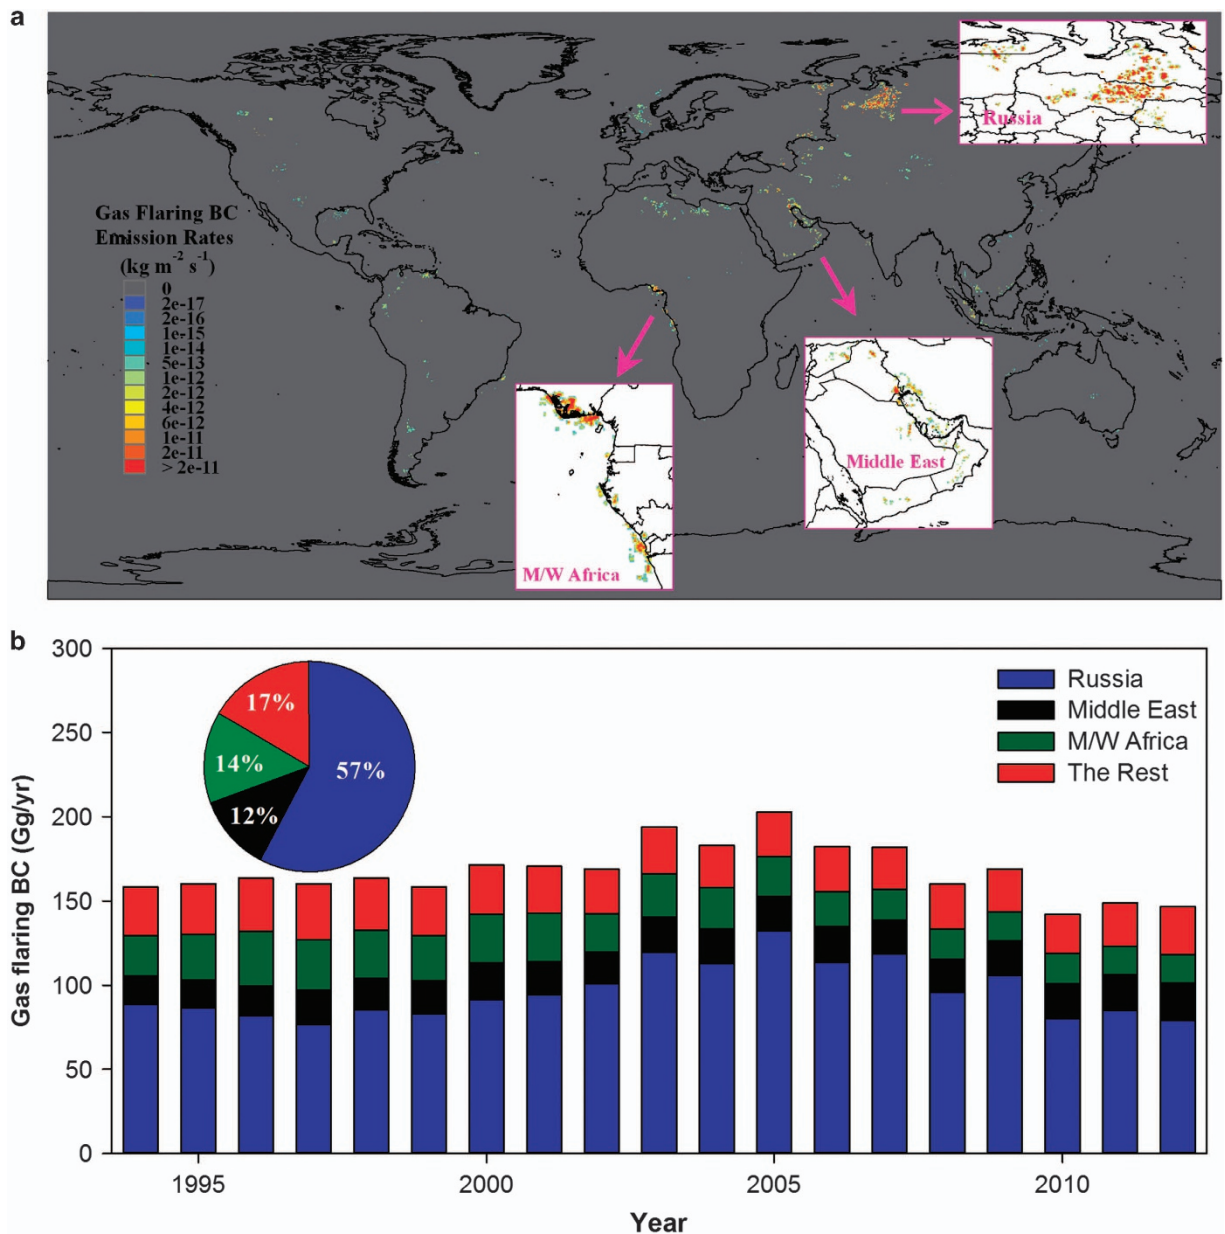 a
Russia
Gas Flaring BC
Emission Rates
(kg m⁻² s⁻¹)
0
2e-17
2e-16
1e-15
1e-14
5e-13
1e-12
2e-12
4e-12
6e-12
1e-11
2e-11
> 2e-11
Middle East
M/W Africa
b
300
250
200
150
100
50
0
Gas flaring BC (Gg/yr)
17%
14%
12%
57%
Russia
Middle East
M/W Africa
The Rest
1995
2000
2005
2010
Year